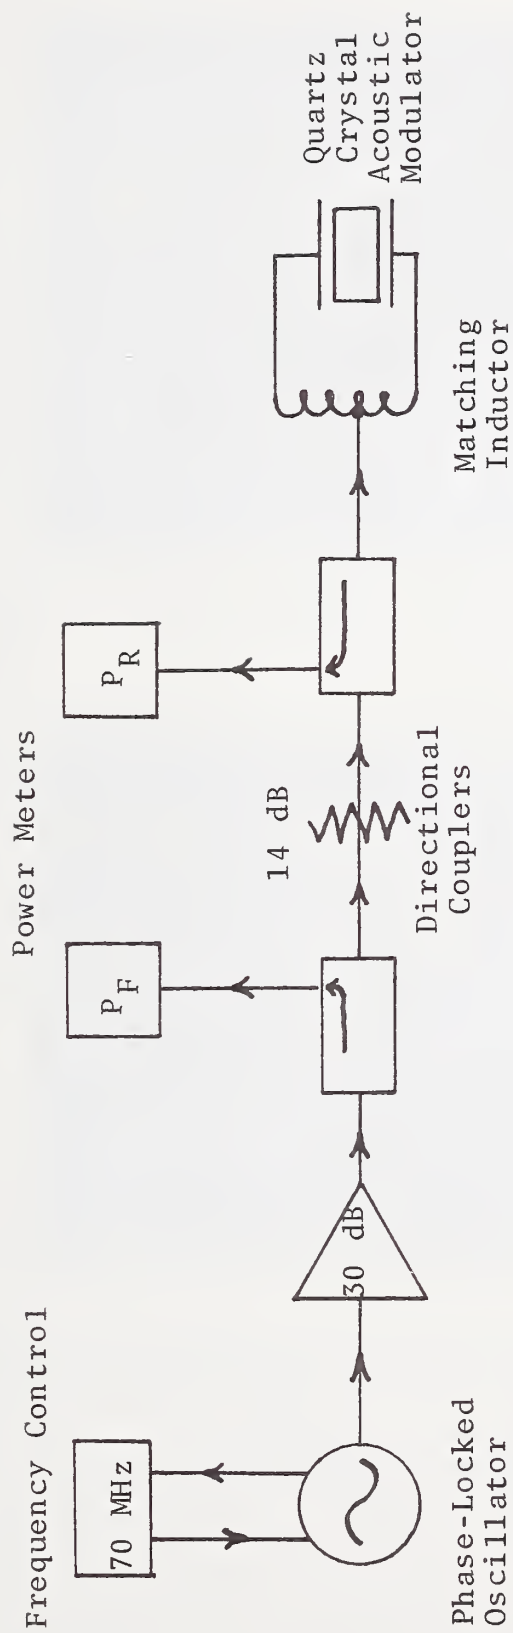 Frequency Control
70 MHz
Phase-Locked
Oscillator
30 dB
Power Meters
P_F
14 dB
P_R
Directional
Couplers
Matching
Inductor
Quartz
Crystal
Acoustic
Modulator